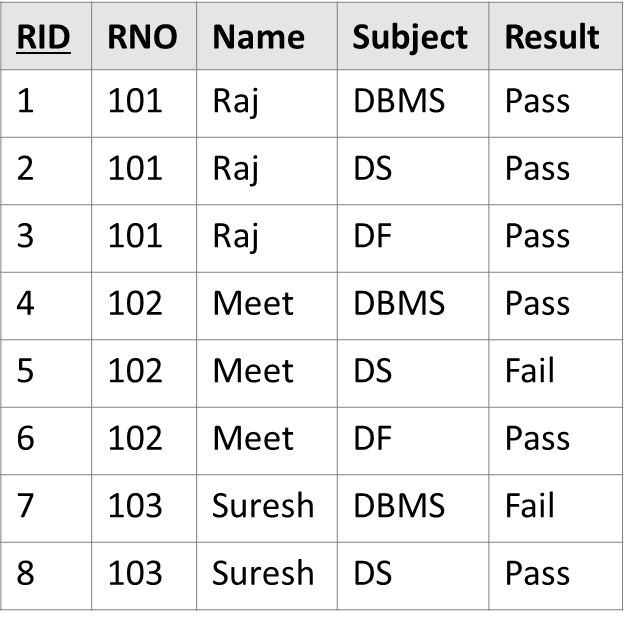 RID RNO Name Subject Result
1 101 Raj DBMS Pass
2 101 Raj DS Pass
3 101 Raj DF Pass
4 102 Meet DBMS Pass
5 102 Meet DS Fail
6 102 Meet DF Pass
7 103 Suresh DBMS Fail
8 103 Suresh DS Pass